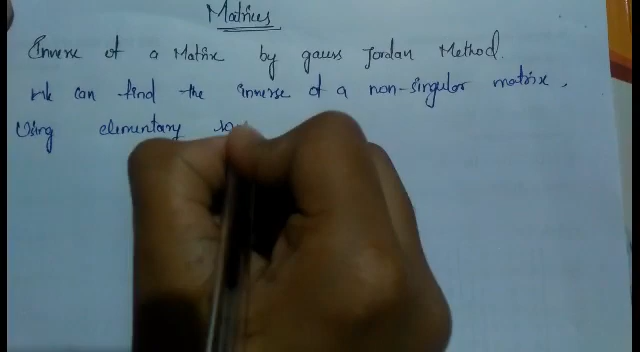 Matrices
Inverse of a Matrix by gauss Jordan Method.
We can find the inverse of a non-singular matrix.
Using elementary